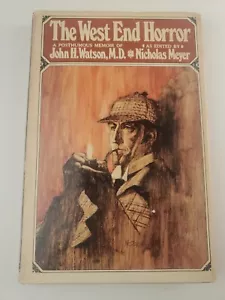 The West End Horror
A POSTHUMOUS MEMOIR OF ★ AS EDITED BY
John H. Watson, M.D. ★ Nicholas Meyer